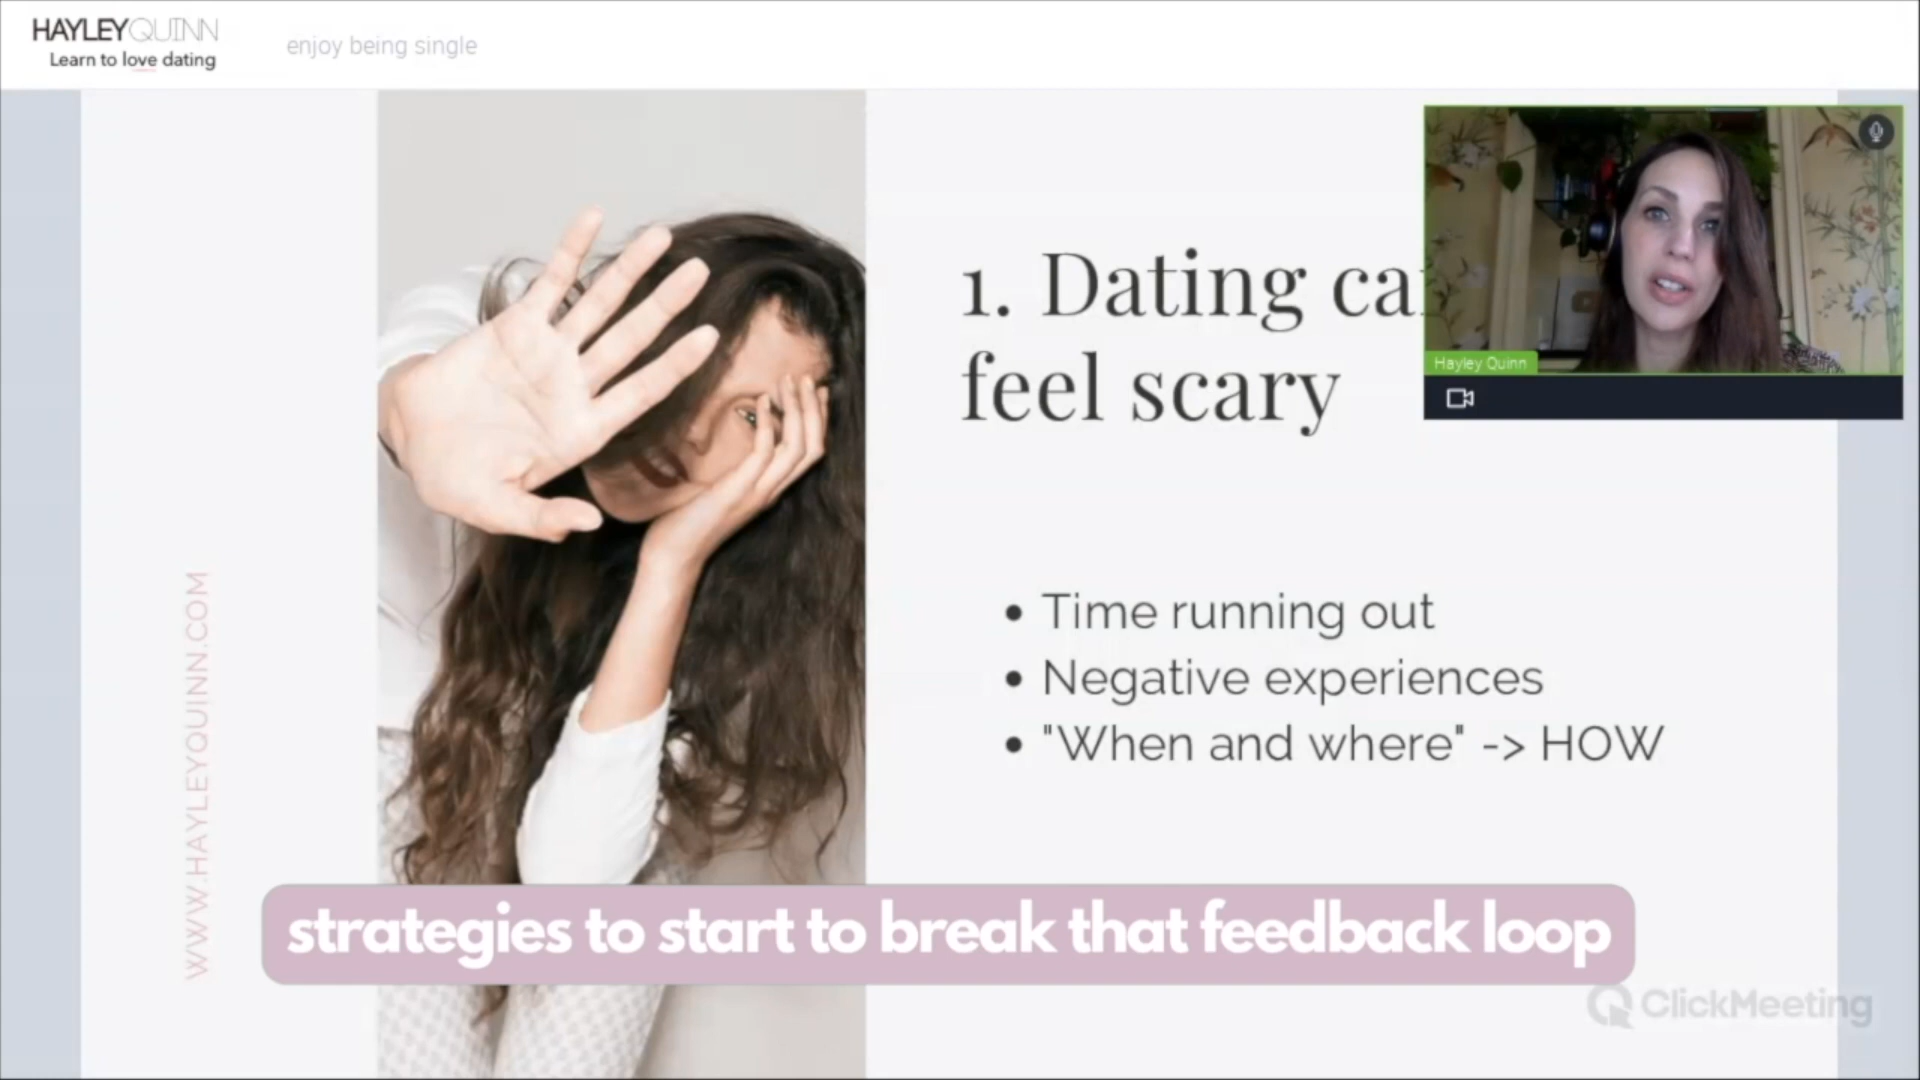 HAYLEYQUINN
Learn to love dating
enjoy being single
1. Dating ca
feel scary
Hayley Quinn
• Time running out
• Negative experiences
• "When and where" -> HOW
WWW.HAYLEYQUINN.COM
strategies to start to break that feedback loop
ClickMeeting